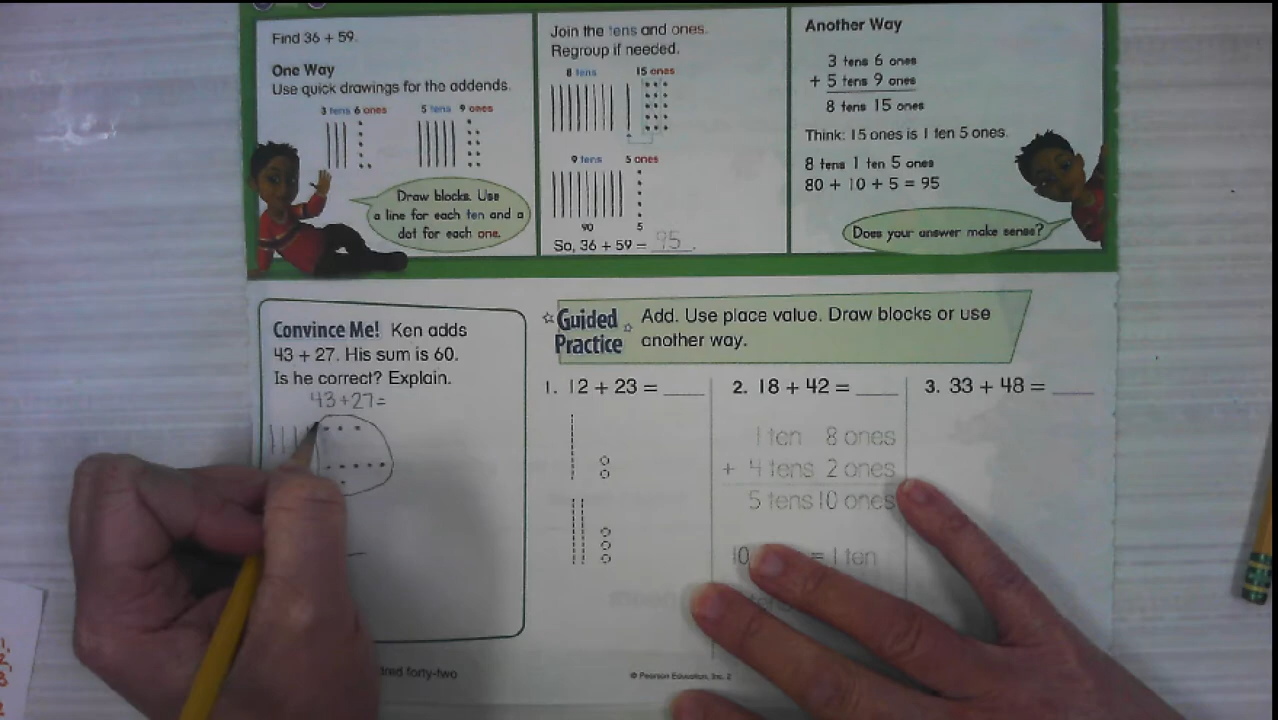 Find 36 + 59.
One Way
Use quick drawings for the addends.
3 tens 6 ones
5 tens 9 ones
Draw blocks. Use
a line for each ten and a
dot for each one.
Join the tens and ones.
Regroup if needed.
8 tens
15 ones
9 tens
5 ones
90
5
So, 36 + 59 = 95.
Another Way
3 tens 6 ones
+ 5 tens 9 ones
8 tens 15 ones
Think: 15 ones is 1 ten 5 ones.
8 tens 1 ten 5 ones
80 + 10 + 5 = 95
Does your answer make sense?
Convince Me! Ken adds
43 + 27. His sum is 60.
Is he correct? Explain.
43+27=
☆Guided☆
Practice
Add. Use place value. Draw blocks or use
another way.
1. 12 + 23 = ____
2. 18 + 42 = ____
1 ten 8 ones
+ 4 tens 2 ones
5 tens 10 ones
10 = 1 ten
3. 33 + 48 = ____
forty-two
© Pearson Education, Inc. 2